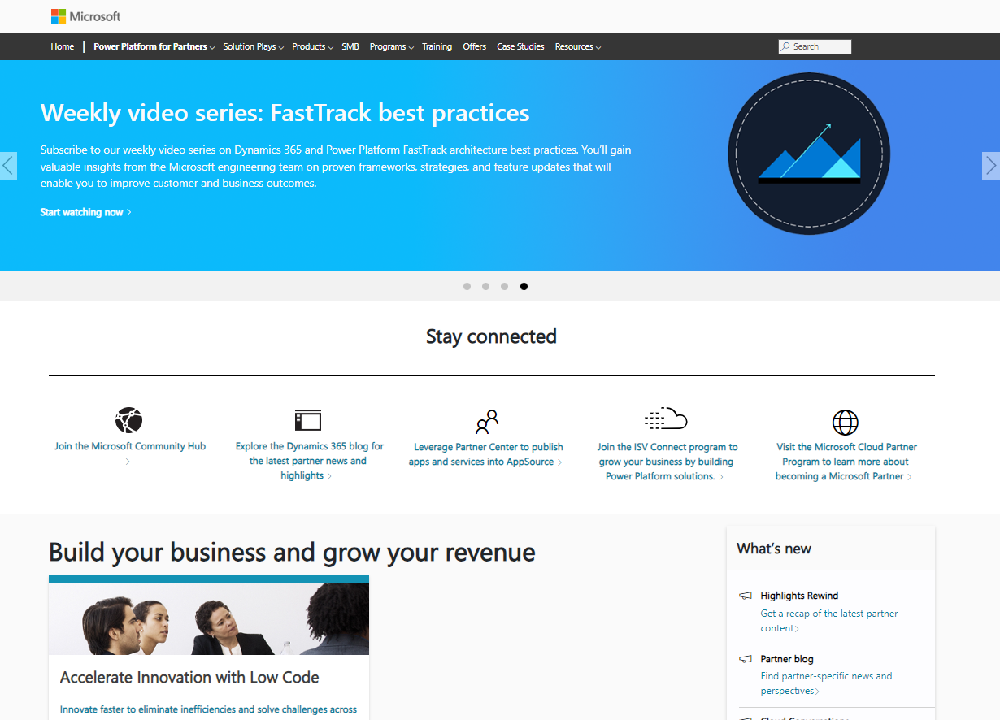 Microsoft
Home | Power Platform for Partners Solution Plays Products SMB Programs Training Offers Case Studies Resources Search
Weekly video series: FastTrack best practices
Subscribe to our weekly video series on Dynamics 365 and Power Platform FastTrack architecture best practices. You’ll gain
valuable insights from the Microsoft engineering team on proven frameworks, strategies, and feature updates that will
enable you to improve customer and business outcomes.
Start watching now
Stay connected
Join the Microsoft Community Hub
Explore the Dynamics 365 blog for
the latest partner news and
highlights
Leverage Partner Center to publish
apps and services into AppSource
Join the ISV Connect program to
grow your business by building
Power Platform solutions.
Visit the Microsoft Cloud Partner
Program to learn more about
becoming a Microsoft Partner
Build your business and grow your revenue
Accelerate Innovation with Low Code
Innovate faster to eliminate inefficiencies and solve challenges across
What’s new
Highlights Rewind
Get a recap of the latest partner
content
Partner blog
Find partner-specific news and
perspectives
Cloud Conversations